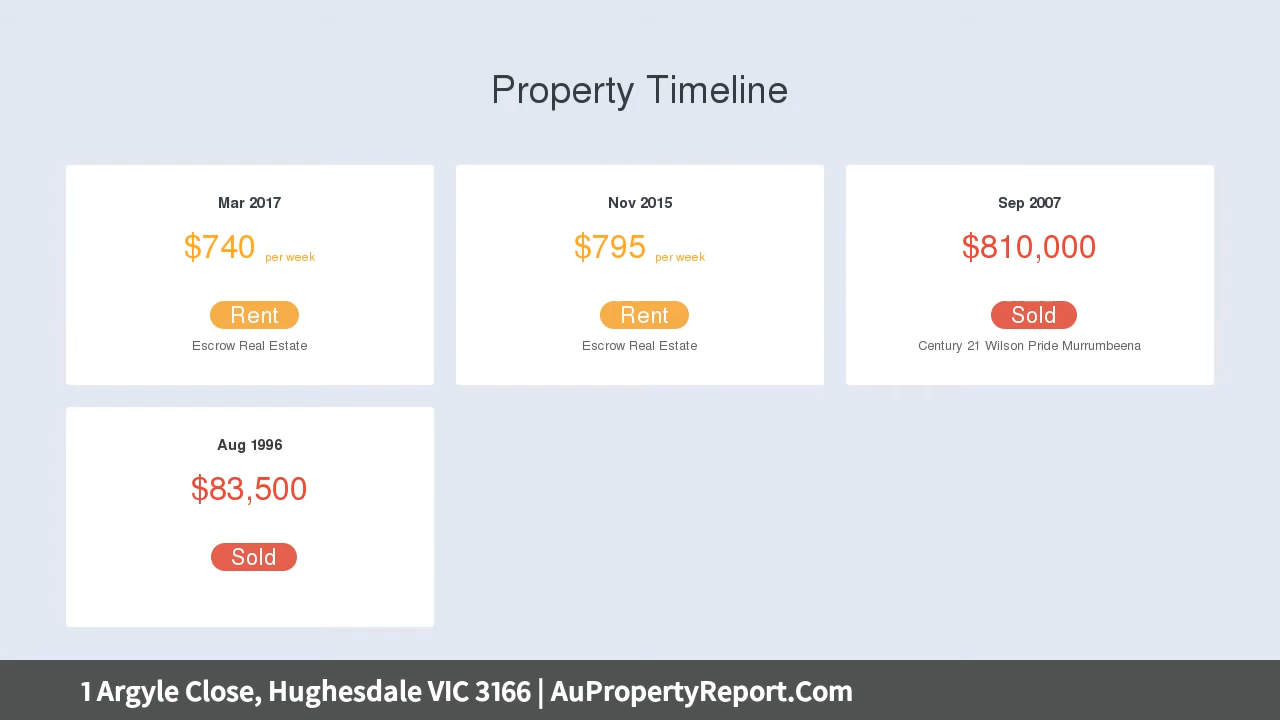 Property Timeline
Mar 2017
$740 per week
Rent
Escrow Real Estate
Nov 2015
$795 per week
Rent
Escrow Real Estate
Sep 2007
$810,000
Sold
Century 21 Wilson Pride Murrumbeena
Aug 1996
$83,500
Sold
1 Argyle Close, Hughesdale VIC 3166 | AuPropertyReport.Com